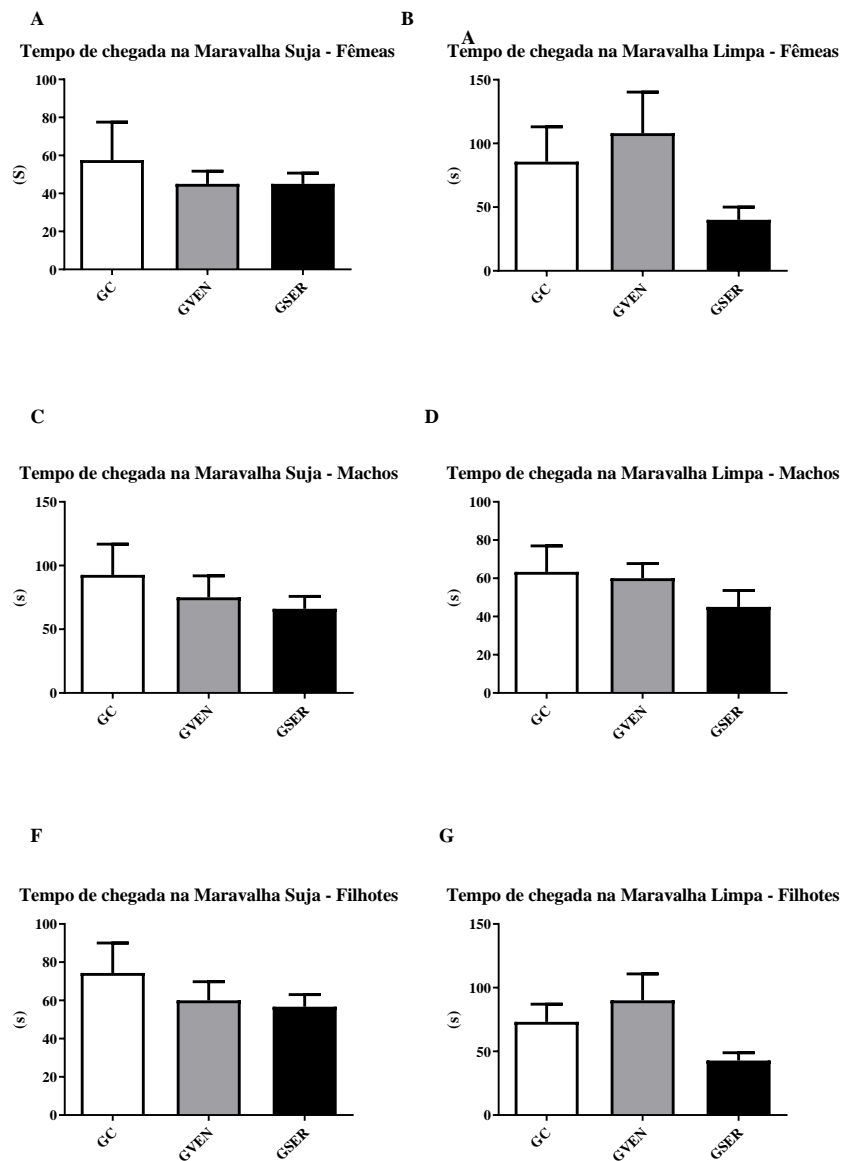 A
B
A
Tempo de chegada na Maravalha Suja - Fêmeas
100
80
60
40
20
0
(S)
GC
GVEN
GSER
Tempo de chegada na Maravalha Limpa - Fêmeas
150
100
50
0
(s)
GC
GVEN
GSER
C
D
Tempo de chegada na Maravalha Suja - Machos
150
100
50
0
(s)
GC
GVEN
GSER
Tempo de chegada na Maravalha Limpa - Machos
100
80
60
40
20
0
(s)
GC
GVEN
GSER
F
G
Tempo de chegada na Maravalha Suja - Filhotes
100
80
60
40
20
0
(s)
GC
GVEN
GSER
Tempo de chegada na Maravalha Limpa - Filhotes
150
100
50
0
(s)
GC
GVEN
GSER